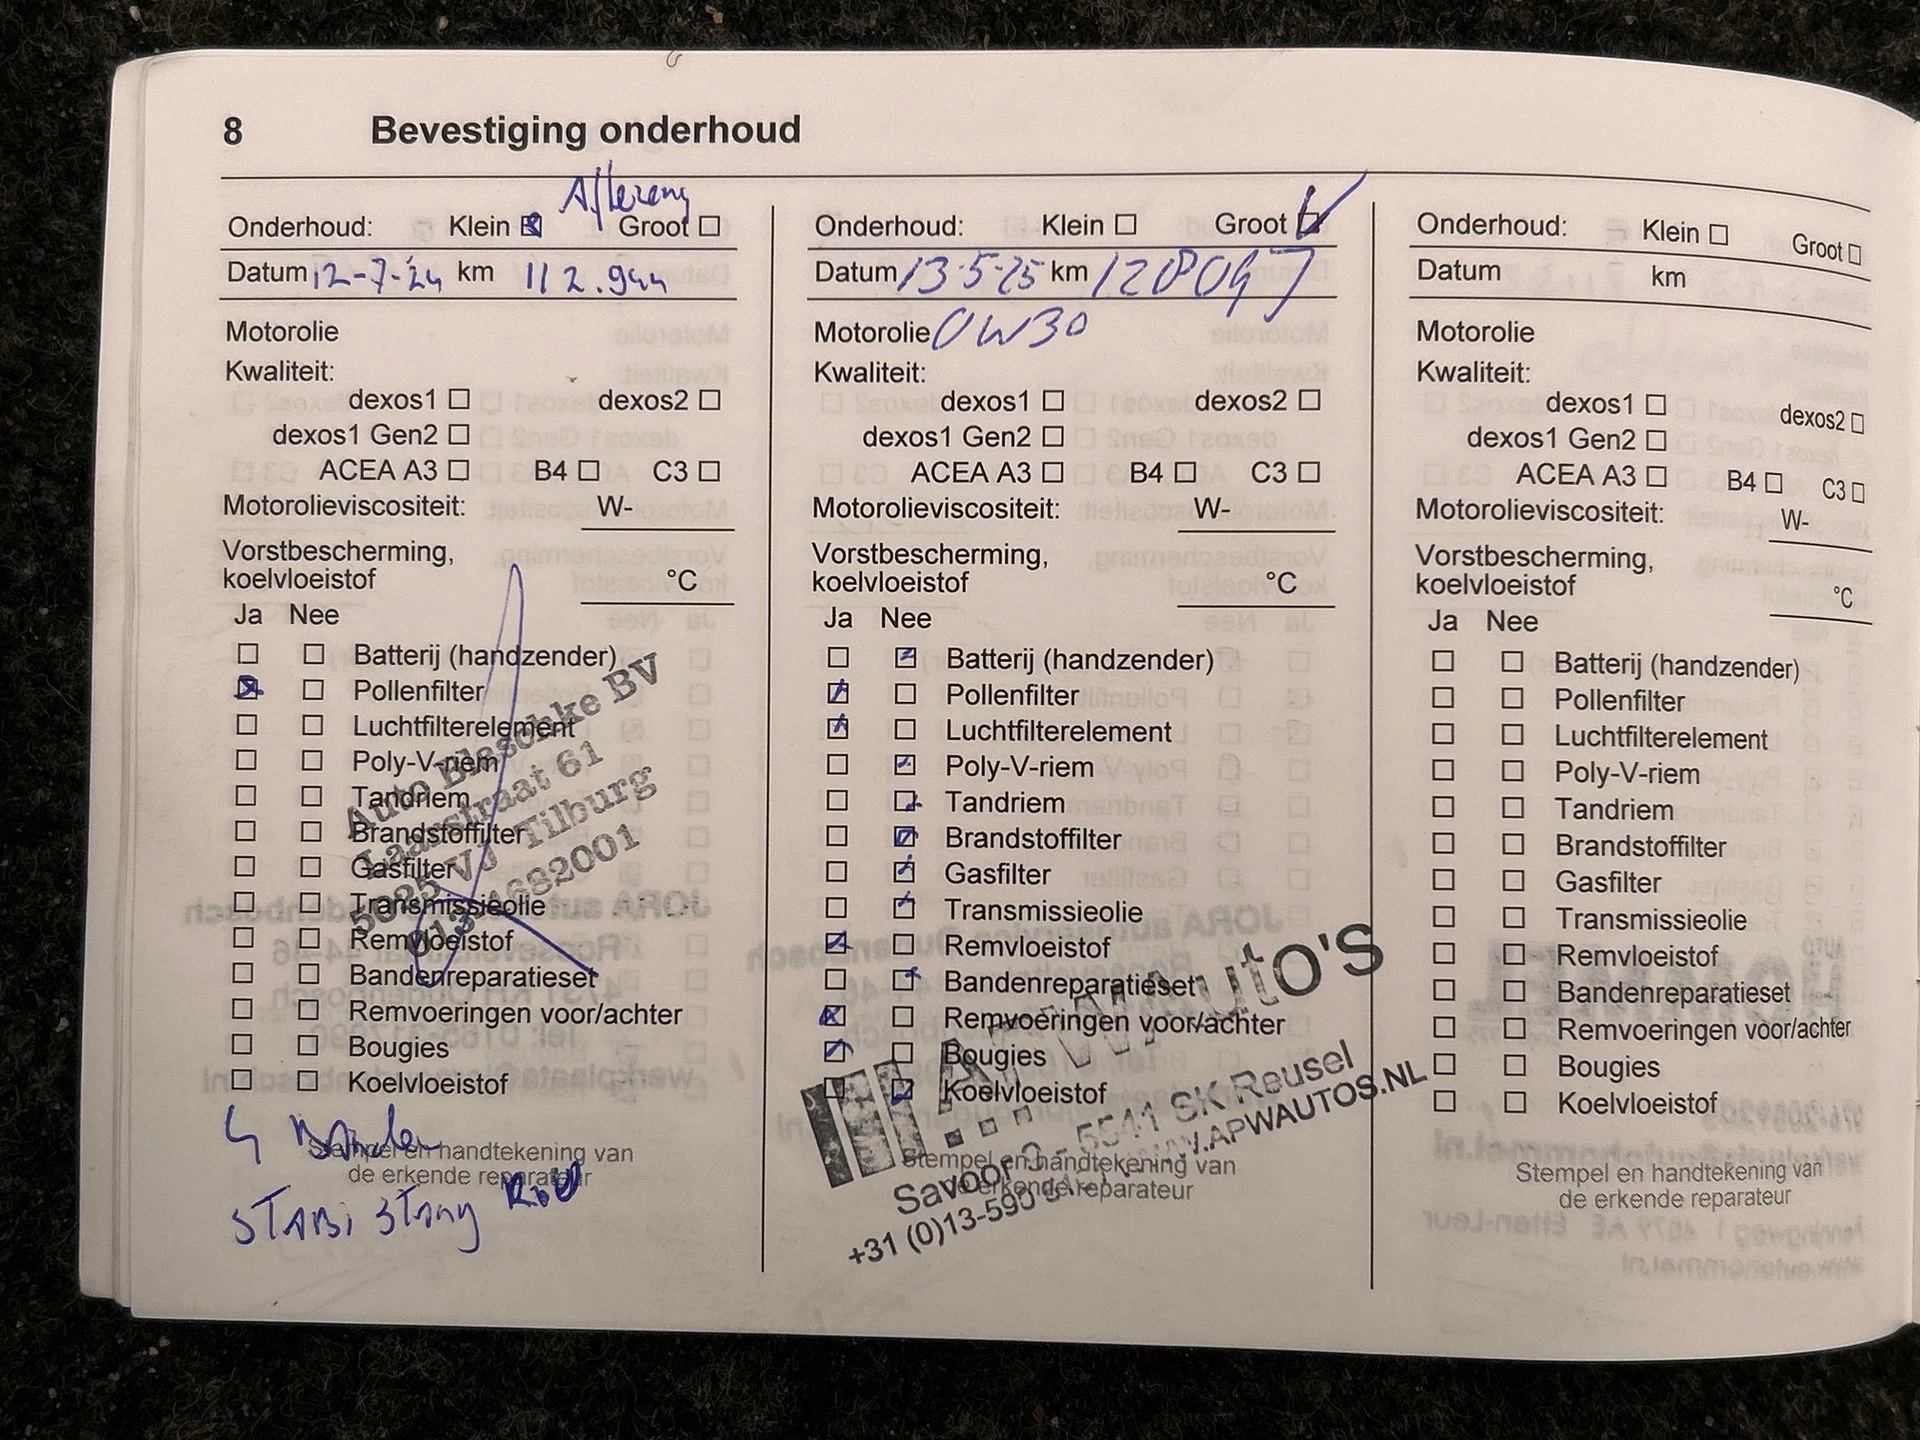 8 Bevestiging onderhoud
Onderhoud: Klein ☒ Groot ☐
Datum 12-7-24 km 112.944
Motorolie
Kwaliteit:
dexos1 ☐ dexos2 ☐
dexos1 Gen2 ☐
ACEA A3 ☐ B4 ☐ C3 ☐
Motorolieviscositeit: W-
Vorstbescherming,
koelvloeistof °C
Ja Nee
☐ ☐ Batterij (handzender)
☒ ☐ Pollenfilter
☐ ☐ Luchtfilterelement
☐ ☐ Poly-V-riem
☐ ☐ Tandriem
☐ ☐ Brandstoffilter
☐ ☐ Gasfilter
☐ ☐ Transmissieolie
☐ ☐ Remvloeistof
☐ ☐ Bandenreparatieset
☐ ☐ Remvoeringen voor/achter
☐ ☐ Bougies
☐ ☐ Koelvloeistof
Auto Blaschke BV
Laarstraat 61
5025 VJ Tilburg
013-4682001
4 Banden
Stempel en handtekening van
de erkende reparateur
STABi STang
Onderhoud: Klein ☐ Groot ☑
Datum 13-5-25 km 128047
Motorolie 0W30
Kwaliteit:
dexos1 ☐ dexos2 ☐
dexos1 Gen2 ☐
ACEA A3 ☐ B4 ☐ C3 ☐
Motorolieviscositeit: W-
Vorstbescherming,
koelvloeistof °C
Ja Nee
☐ ☑ Batterij (handzender)
☑ ☐ Pollenfilter
☑ ☐ Luchtfilterelement
☐ ☑ Poly-V-riem
☐ ☑ Tandriem
☐ ☑ Brandstoffilter
☐ ☑ Gasfilter
☐ ☑ Transmissieolie
☑ ☐ Remvloeistof
☐ ☑ Bandenreparatieset
☑ ☐ Remvoeringen voor/achter
☑ ☐ Bougies
☐ ☑ Koelvloeistof
A.P.W. Auto's
Savoor 3 - 5541 SK Reusel
+31 (0)13-590 WWW.APWAUTOS.NL
Stempel en handtekening van
de erkende reparateur
Onderhoud: Klein ☐ Groot ☐
Datum km
Motorolie
Kwaliteit:
dexos1 ☐ dexos2 ☐
dexos1 Gen2 ☐
ACEA A3 ☐ B4 ☐ C3 ☐
Motorolieviscositeit: W-
Vorstbescherming,
koelvloeistof °C
Ja Nee
☐ ☐ Batterij (handzender)
☐ ☐ Pollenfilter
☐ ☐ Luchtfilterelement
☐ ☐ Poly-V-riem
☐ ☐ Tandriem
☐ ☐ Brandstoffilter
☐ ☐ Gasfilter
☐ ☐ Transmissieolie
☐ ☐ Remvloeistof
☐ ☐ Bandenreparatieset
☐ ☐ Remvoeringen voor/achter
☐ ☐ Bougies
☐ ☐ Koelvloeistof
Stempel en handtekening van
de erkende reparateur